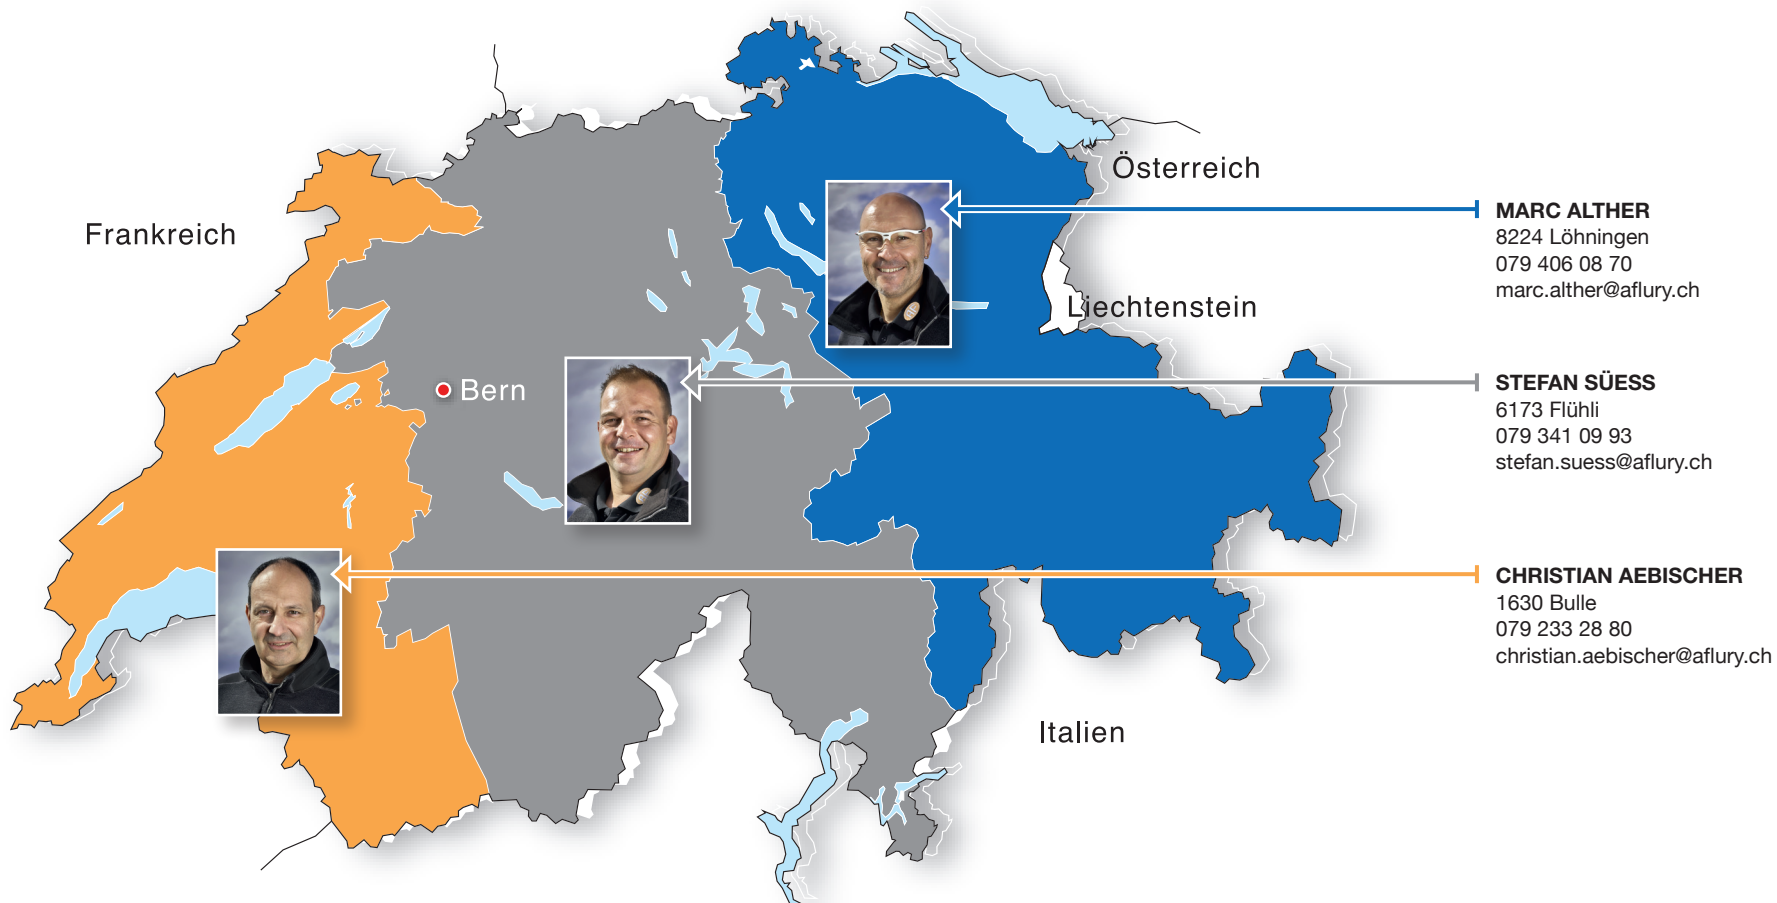 Frankreich
Österreich
Liechtenstein
Bern
Italien
MARC ALTHER
8224 Löhningen
079 406 08 70
marc.alther@aflury.ch
STEFAN SÜESS
6173 Flühli
079 341 09 93
stefan.suess@aflury.ch
CHRISTIAN AEBISCHER
1630 Bulle
079 233 28 80
christian.aebischer@aflury.ch